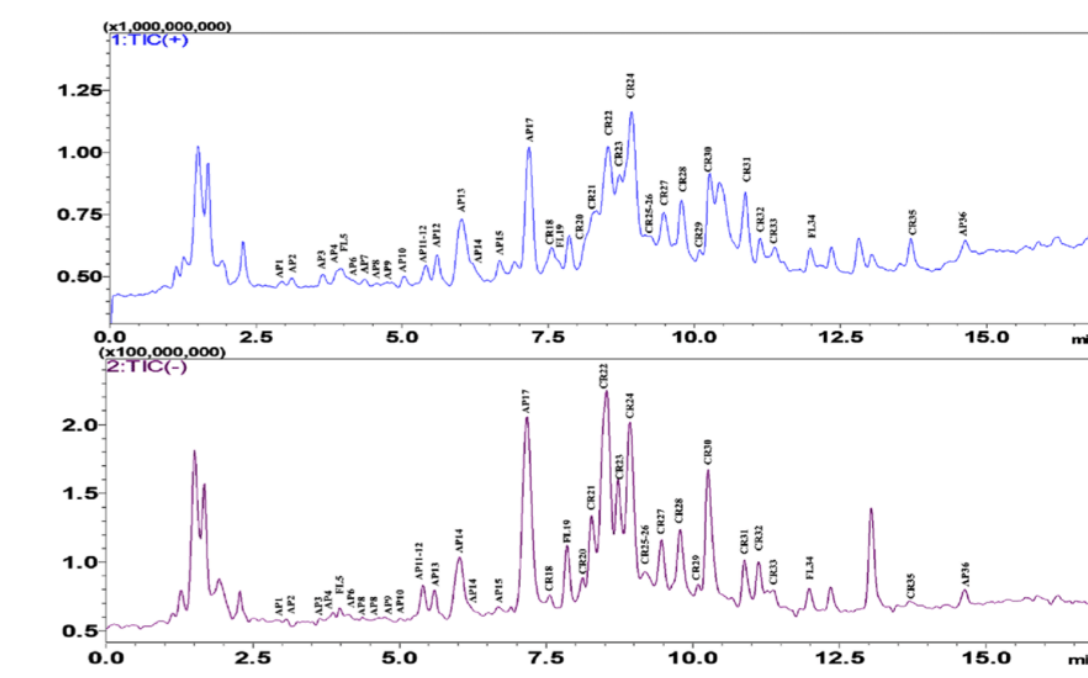 (x1,000,000,000)
1:TIC(+)
1.25
1.00
0.75
0.50
AP1
AP2
AP3
AP4
FL5
AP6
AP7
AP8
AP9
AP10
AP11-12
AP12
AP13
AP14
AP15
AP17
CR18
FL19
CR20
CR21
CR22
CR23
CR24
CR25-26
CR27
CR28
CR29
CR30
CR31
CR32
CR33
FL34
CR35
AP36
0.0 2.5 5.0 7.5 10.0 12.5 15.0 mi
(x100,000,000)
2:TIC(-)
2.0
1.5
1.0
0.5
AP1
AP2
AP3
AP4
FL5
AP6
AP8
AP8
AP9
AP10
AP11-12
AP13
AP14
AP14
AP15
AP17
CR18
FL19
CR20
CR21
CR22
CR23
CR24
CR25-26
CR27
CR28
CR29
CR30
CR31
CR32
CR33
FL34
CR35
AP36
0.0 2.5 5.0 7.5 10.0 12.5 15.0 mi